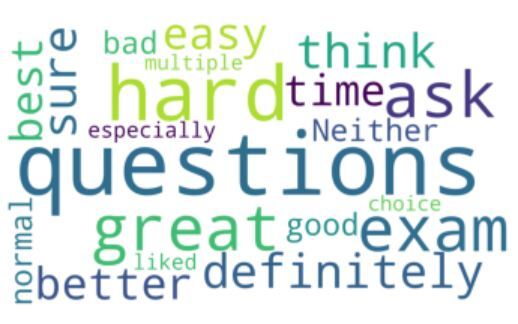 best
sure
bad
easy
multiple
think
hard
time
ask
especially
Neither
questions
normal
great
good
choice
exam
liked
better
definitely